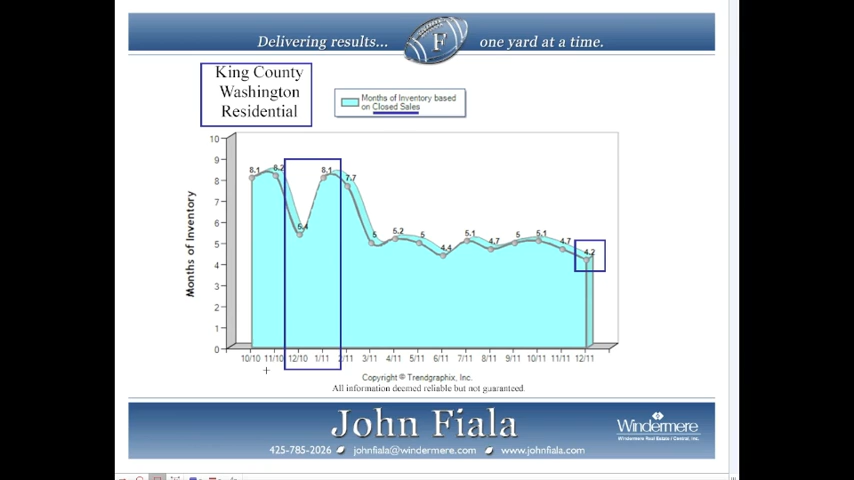 Delivering results... F one yard at a time.
King County
Washington
Residential
Months of Inventory based
on Closed Sales
Months of Inventory
10
9
8
7
6
5
4
3
2
1
0
8.1 8.2 5.4 8.1 7.7 5 5.2 5 4.4 5.1 4.7 5 5.1 4.7 4.2
10/10 11/10 12/10 1/11 2/11 3/11 4/11 5/11 6/11 7/11 8/11 9/11 10/11 11/11 12/11
Copyright ® Trendgraphix, Inc.
All information deemed reliable but not guaranteed.
John Fiala
425-785-2026 johnfiala@windermere.com www.johnfiala.com
Windermere
Windermere Real Estate / Central, Inc.